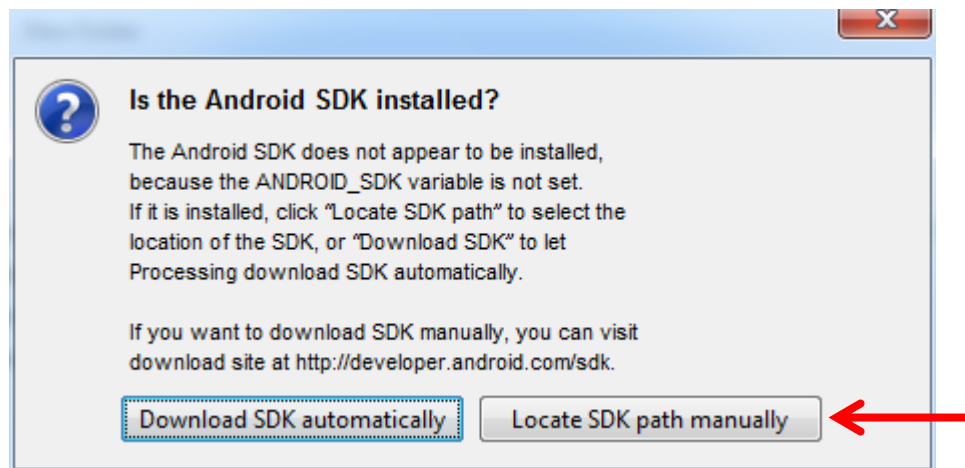 Is the Android SDK installed?
The Android SDK does not appear to be installed,
because the ANDROID_SDK variable is not set.
If it is installed, click "Locate SDK path" to select the
location of the SDK, or "Download SDK" to let
Processing download SDK automatically.
If you want to download SDK manually, you can visit
download site at http://developer.android.com/sdk.
Download SDK automatically
Locate SDK path manually